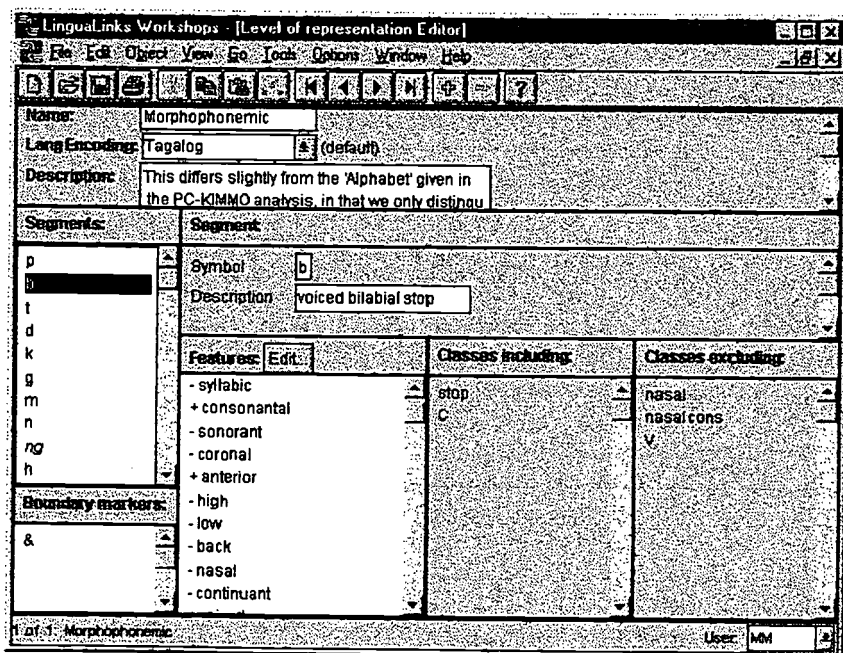 LinguaLinks Workshops - [Level of representation Editor]
File Edit Object View Go Tools Options Window Help
Name: Morphophonemic
Lang Encoding: Tagalog (default)
Description: This differs slightly from the 'Alphabet' given in
the PC-KIMMO analysis, in that we only distingu
Segments:
p
b
t
d
k
g
m
n
ng
h
Boundary markers:
&
Segment:
Symbol b
Description voiced bilabial stop
Features: Edit...
- syllabic
+ consonantal
- sonorant
- coronal
+ anterior
- high
- low
- back
- nasal
- continuant
Classes including:
stop
C
Classes excluding:
nasal
nasal cons
V
1 of 1: Morphophonemic
User: MM